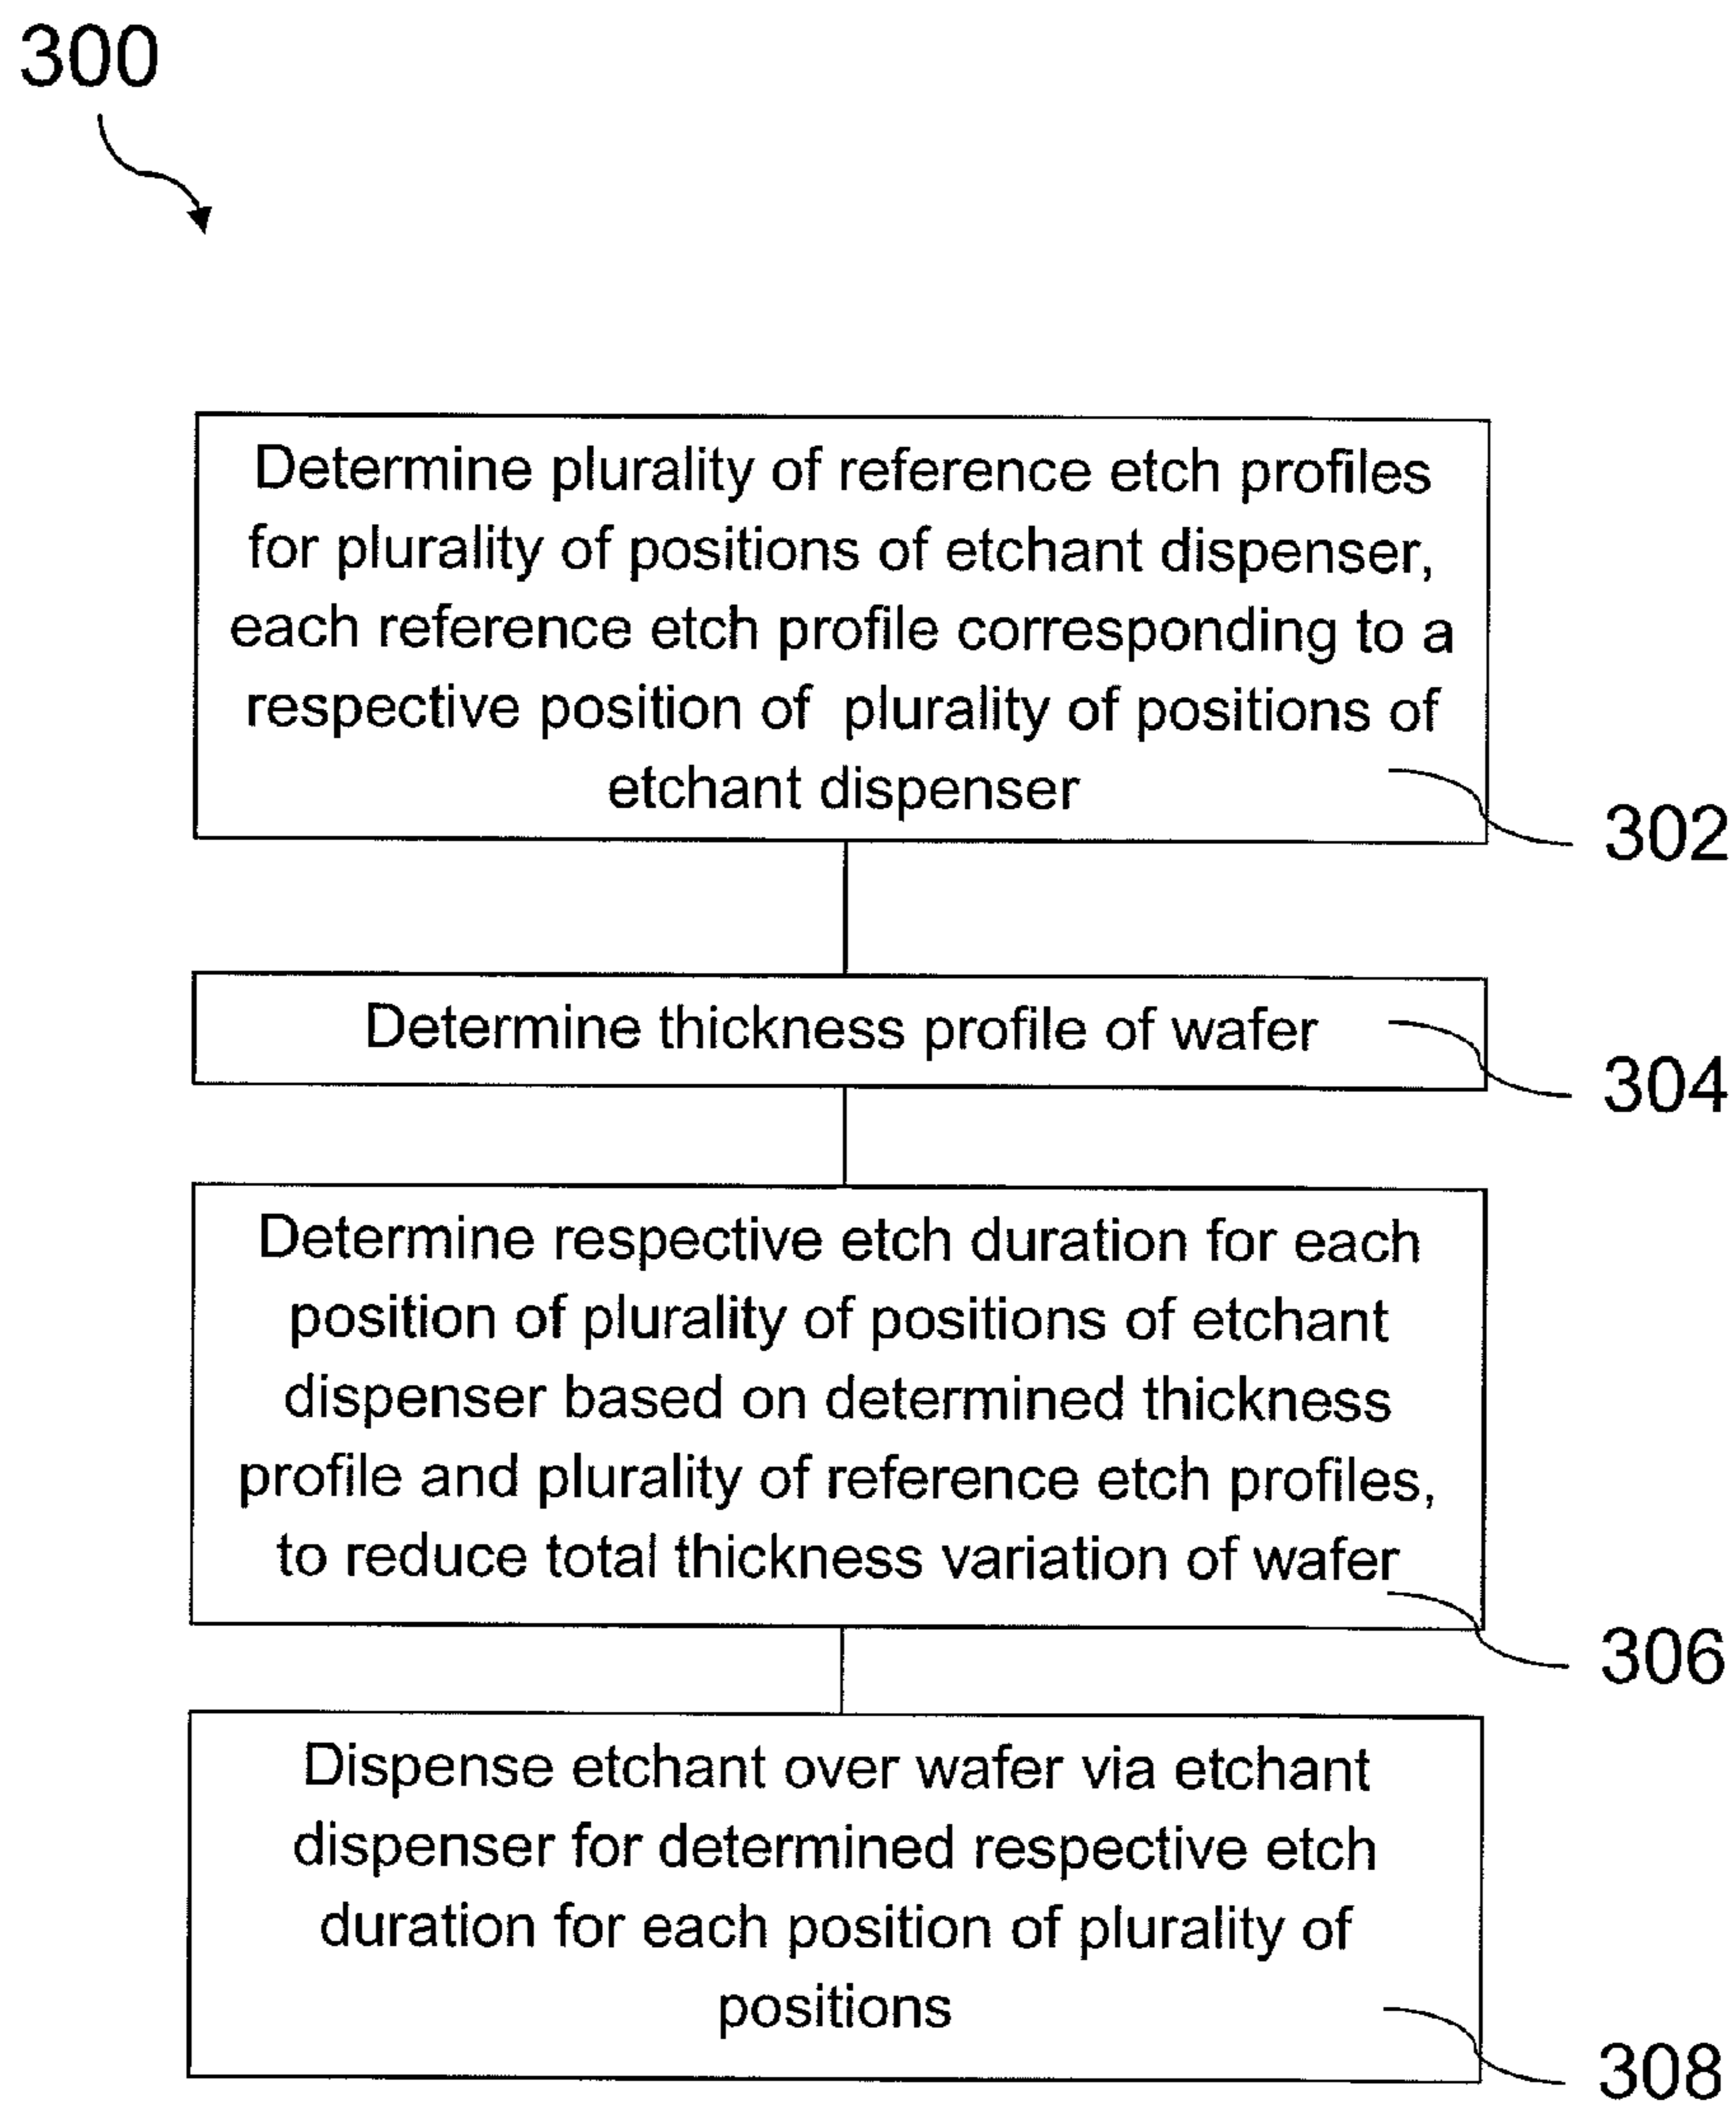 300
Determine plurality of reference etch profiles
for plurality of positions of etchant dispenser,
each reference etch profile corresponding to a
respective position of plurality of positions of
etchant dispenser
302
Determine thickness profile of wafer
304
Determine respective etch duration for each
position of plurality of positions of etchant
dispenser based on determined thickness
profile and plurality of reference etch profiles,
to reduce total thickness variation of wafer
306
Dispense etchant over wafer via etchant
dispenser for determined respective etch
duration for each position of plurality of
positions
308